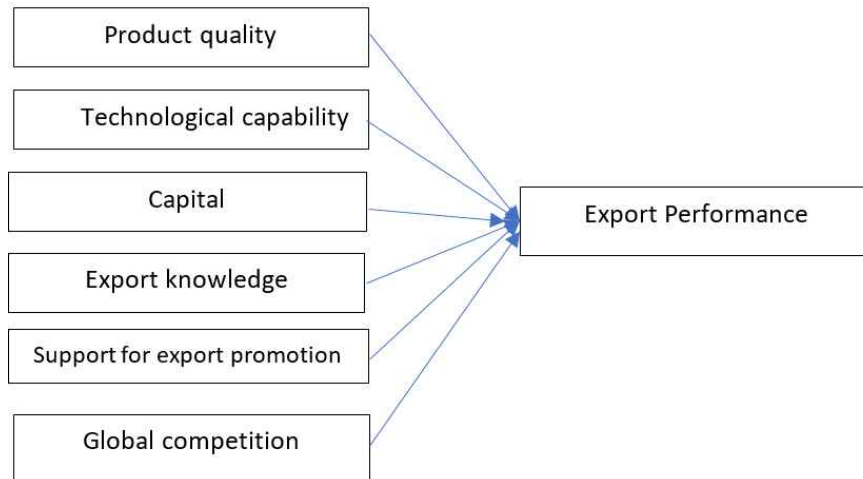 Product quality
Technological capability
Capital
Export knowledge
Support for export promotion
Global competition
Export Performance